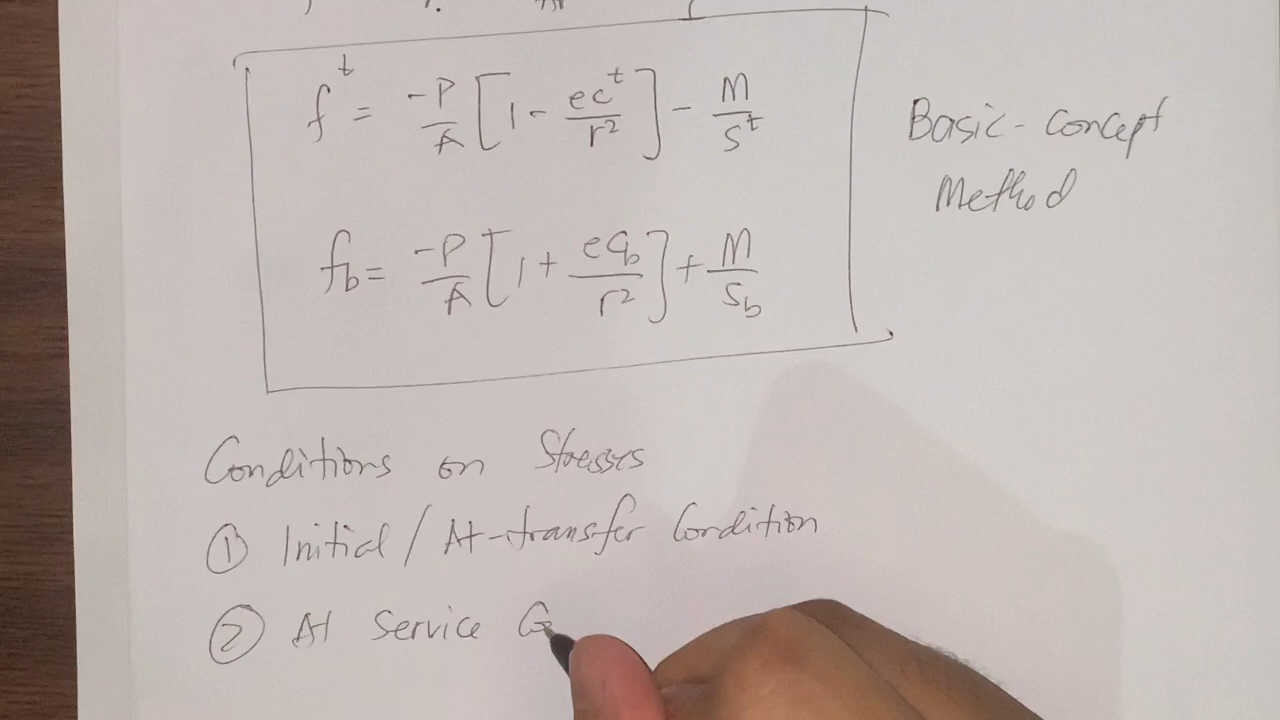 f^t = -P/A [1 - ec^t/r²] - M/S^t
Basic-Concept
Method
f_b = -P/A [1 + ec_b/r²] + M/S_b
Conditions on Stresses
① Initial / At-transfer Condition
② At Service